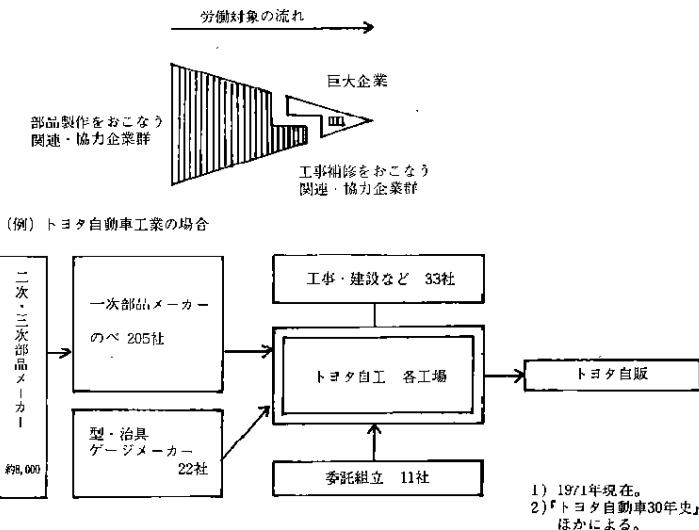 労働対象の流れ
巨大企業
部品製作をおこなう
関連・協力企業群
工事補修をおこなう
関連・協力企業群
(例) トヨタ自動車工業の場合
二次・三次部品メーカー
約8,000
一次部品メーカー
のべ 205社
型・治具
ゲージメーカー
22社
工事・建設など 33社
トヨタ自工 各工場
委託組立 11社
トヨタ自販
1) 1971年現在。
2)『トヨタ自動車30年史』
ほかによる。